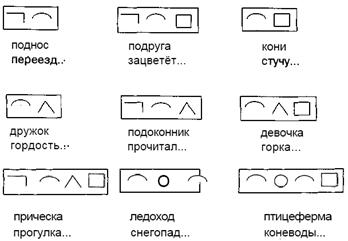 поднос
переезд...
подруга
зацветёт...
кони
стучу...
дружок
гордость...
подоконник
прочитал...
девочка
горка...
прическа
прогулка...
ледоход
снегопад...
птицеферма
коневоды...